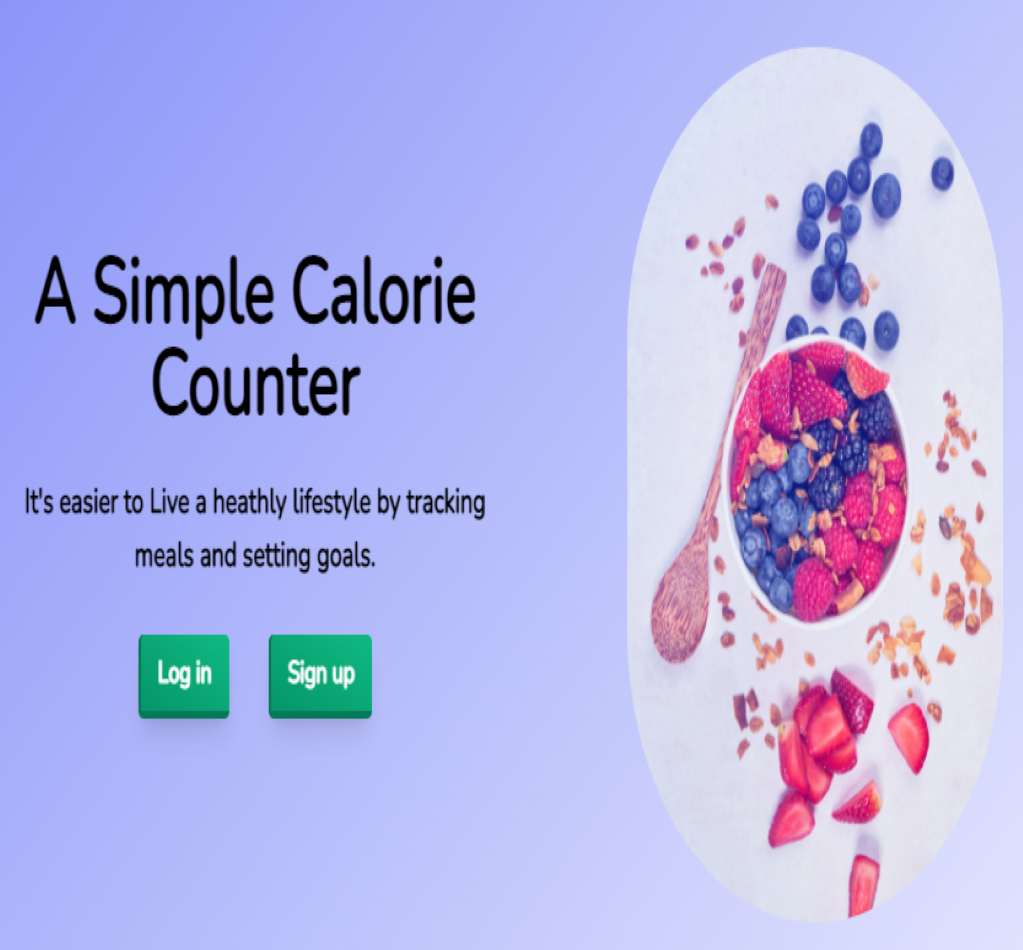 A Simple Calorie
Counter
It's easier to Live a heathly lifestyle by tracking
meals and setting goals.
Log in
Sign up